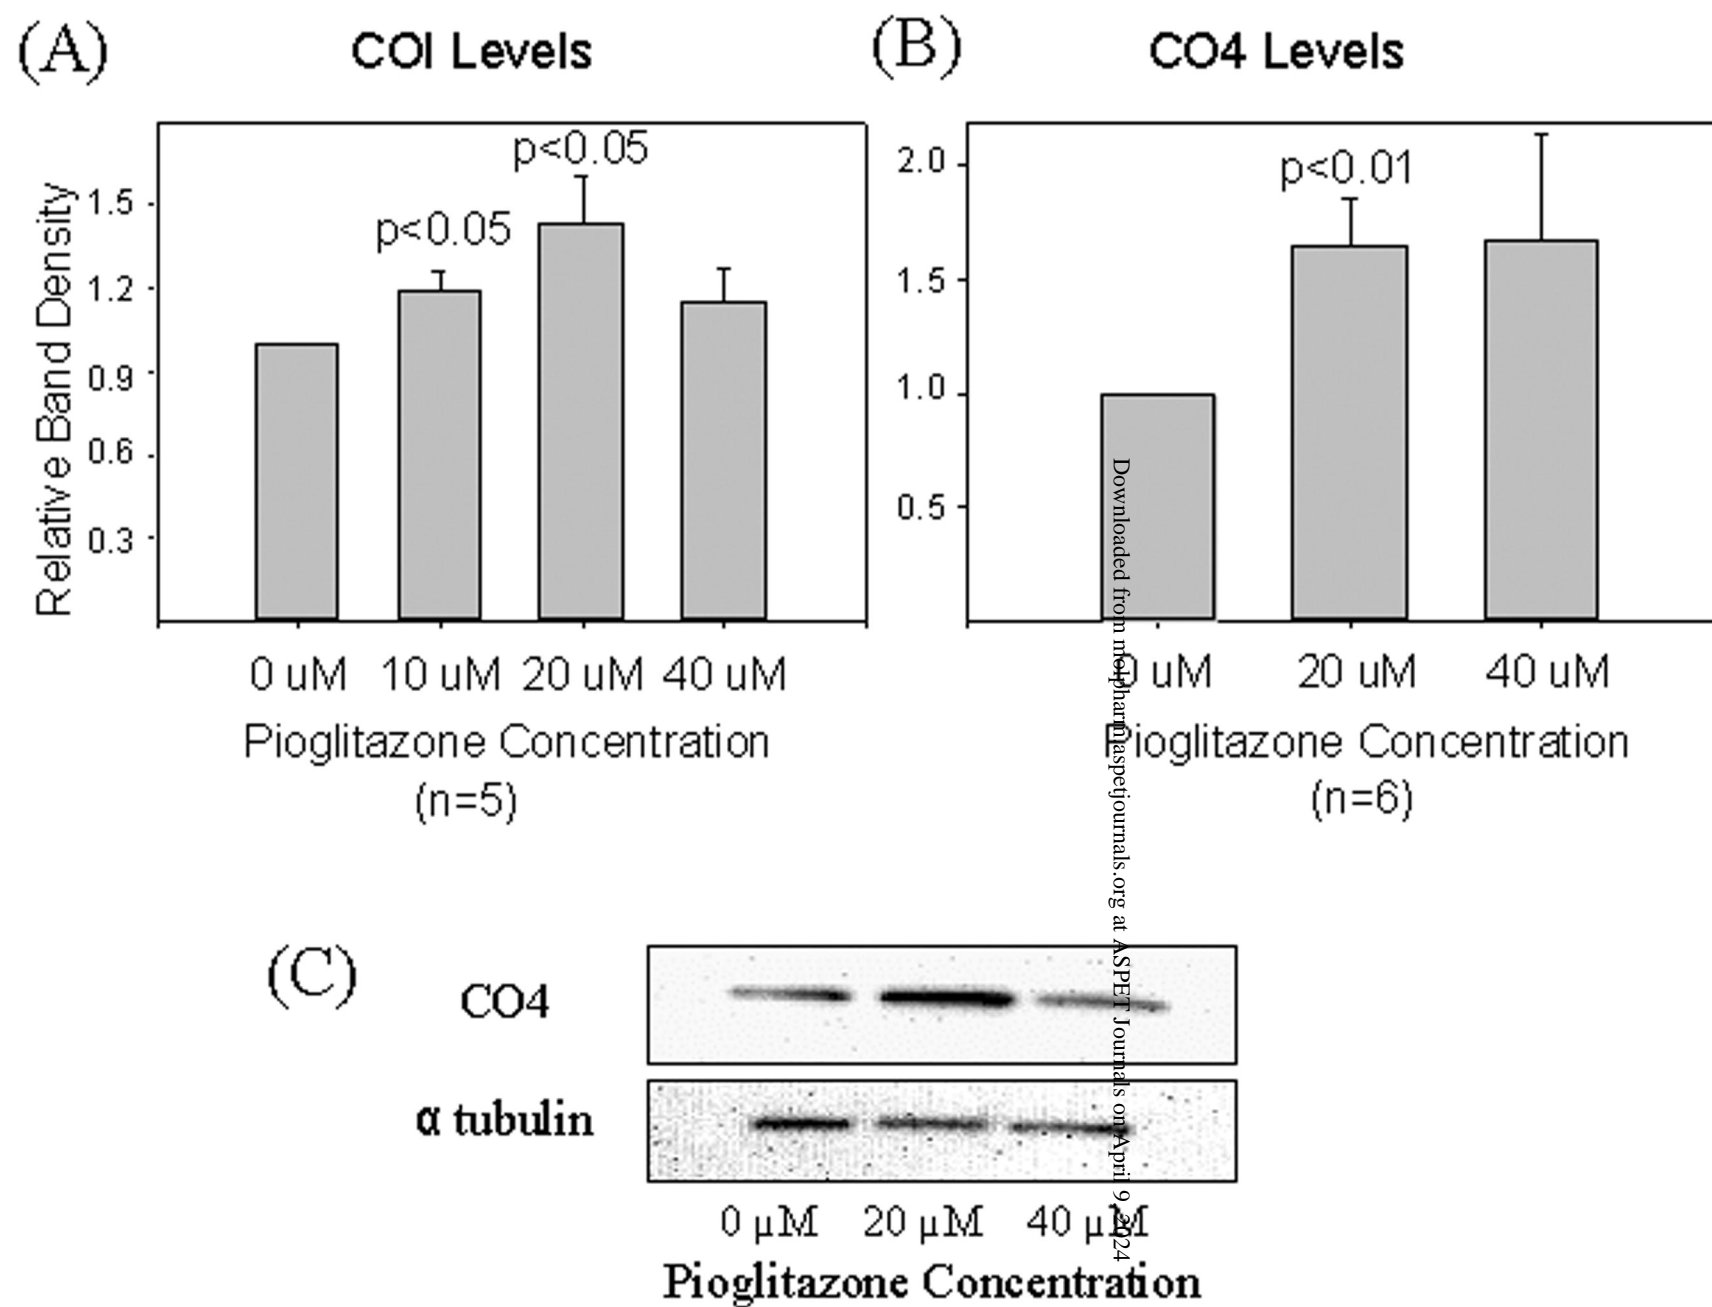 (A)
COI Levels
p<0.05
p<0.05
Relative Band Density
1.5
1.2
0.9
0.6
0.3
0 uM 10 uM 20 uM 40 uM
Pioglitazone Concentration
(n=5)
(B)
CO4 Levels
p<0.01
2.0
1.5
1.0
0.5
0 uM 20 uM 40 uM
Pioglitazone Concentration
(n=6)
(C)
CO4
α tubulin
0 μM 20 μM 40 μM
Pioglitazone Concentration
Downloaded from molpharm.aspetjournals.org at ASPET Journals on April 9, 2024